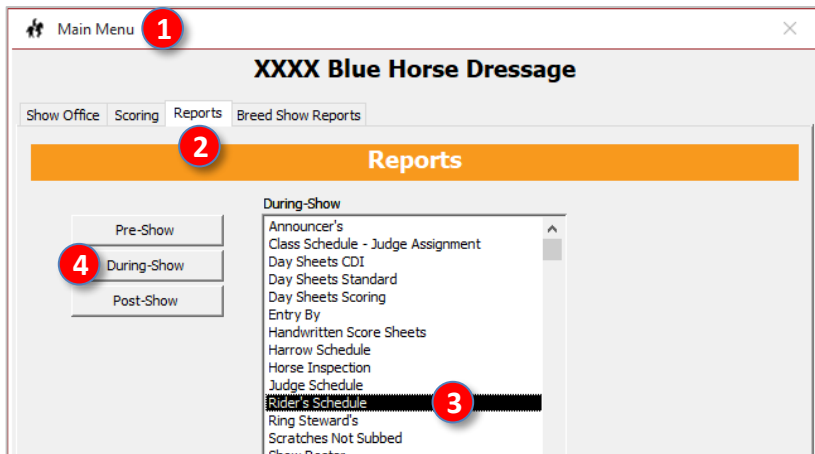 Main Menu 1
XXXX Blue Horse Dressage
Show Office Scoring Reports Breed Show Reports
2
Reports
During-Show
Pre-Show
4 During-Show
Post-Show
Announcer's
Class Schedule - Judge Assignment
Day Sheets CDI
Day Sheets Standard
Day Sheets Scoring
Entry By
Handwritten Score Sheets
Harrow Schedule
Horse Inspection
Judge Schedule
Rider's Schedule 3
Ring Steward's
Scratches Not Subbed
Show Roster